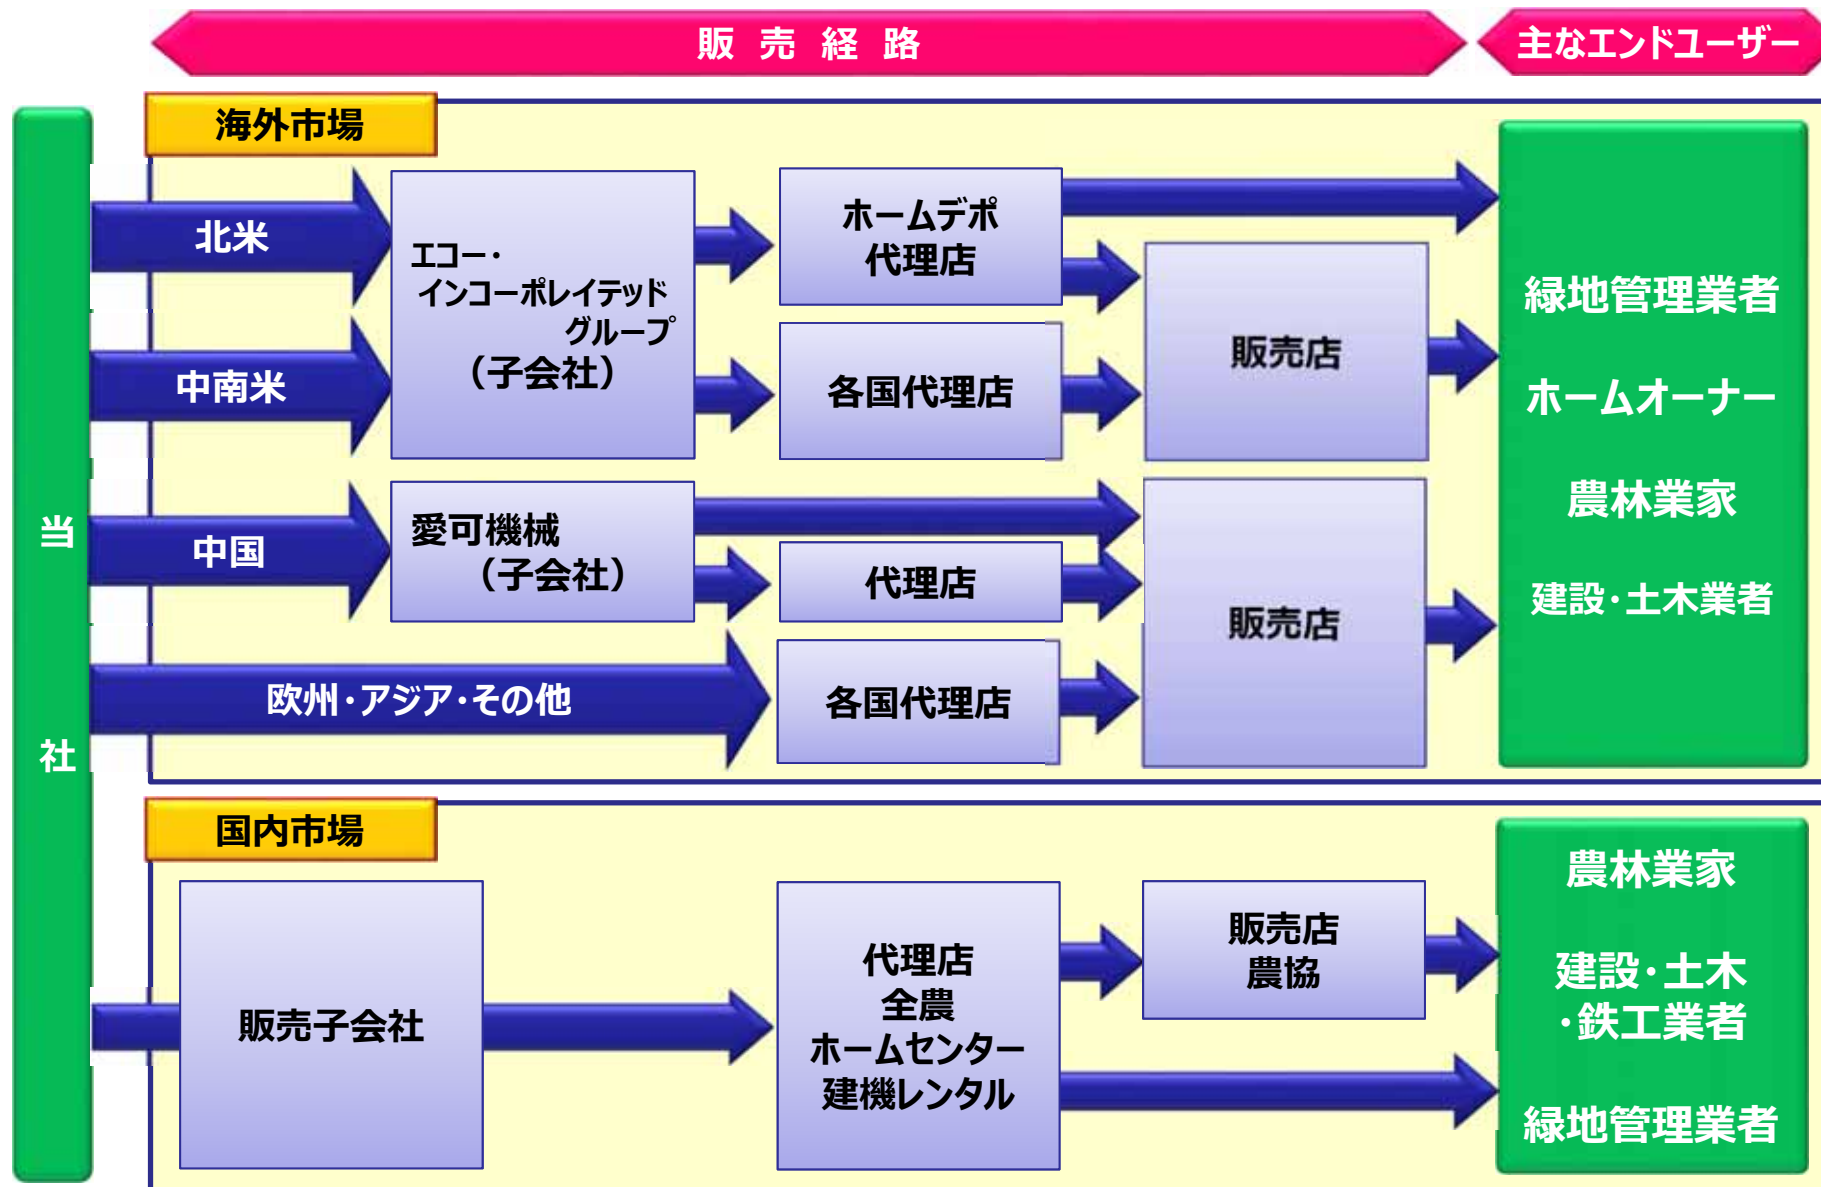 販売経路
主なエンドユーザー
当社
海外市場
北米
中南米
エコー・
インコーポレイテッド
グループ
（子会社）
ホームデポ
代理店
各国代理店
販売店
中国
愛可機械
（子会社）
代理店
欧州・アジア・その他
各国代理店
販売店
緑地管理業者
ホームオーナー
農林業家
建設・土木業者
国内市場
販売子会社
代理店
全農
ホームセンター
建機レンタル
販売店
農協
農林業家
建設・土木
・鉄工業者
緑地管理業者